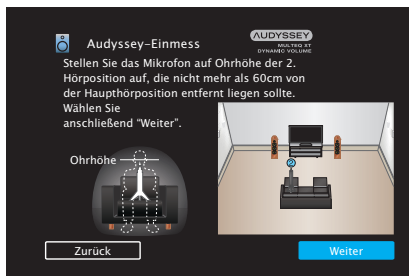 Audyssey-Einmess
AUDYSSEY
MULTEQ XT
DYNAMIC VOLUME
Stellen Sie das Mikrofon auf Ohrhöhe der 2.
Hörposition auf, die nicht mehr als 60cm von
der Haupthörposition entfernt liegen sollte.
Wählen Sie
anschließend “Weiter”.
Ohrhöhe
2
Zurück
Weiter